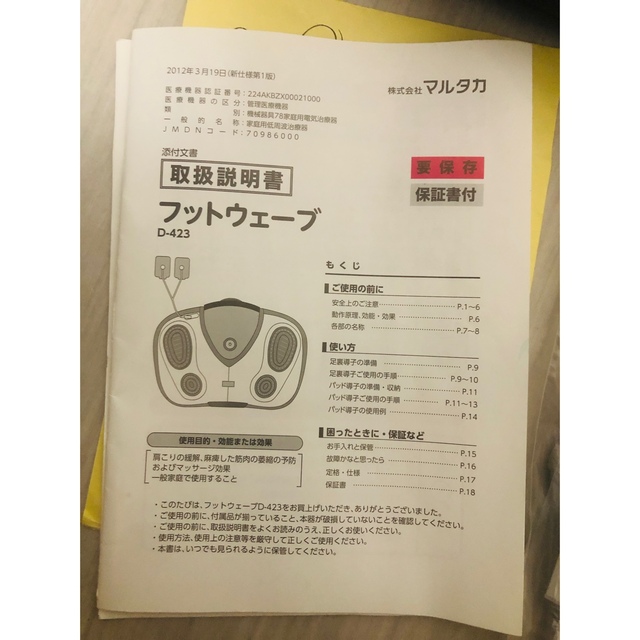 2012年3月19日(新仕様第1版)
医療機器認証番号：224AKBZX00021000
医療機器の区分：管理医療機器
類別：機械器具78家庭用電気治療器
一般的名称：家庭用低周波治療器
JMDNコード：70986000
株式会社 マルタカ
添付文書
取扱説明書
要保存
保証書付
フットウェーブ
D-423
もくじ
ご使用の前に
安全上のご注意 P.1〜6
動作原理、効能・効果 P.6
各部の名称 P.7〜8
使い方
足裏導子の準備 P.9
足裏導子ご使用の手順 P.9〜10
パッド導子の準備・収納 P.11
パッド導子ご使用の手順 P.11〜13
パッド導子の使用例 P.14
困ったときに・保証など
お手入れと保管 P.15
故障かなと思ったら P.16
定格・仕様 P.17
保証書 P.18
使用目的・効能または効果
肩こりの緩解、麻痺した筋肉の萎縮の予防
およびマッサージ効果
一般家庭で使用すること
・このたびは、フットウェーブD-423をお買上げいただき、ありがとうございました。
・ご使用の前に、付属品が揃っていること、本器が破損していないことを確認してください。
・ご使用の前に、取扱説明書をよくお読みのうえ、正しくお使いください。
・使用方法、使用上の注意等を厳守して正しくご使用ください。
・本書は、いつでも見られるように保管してください。